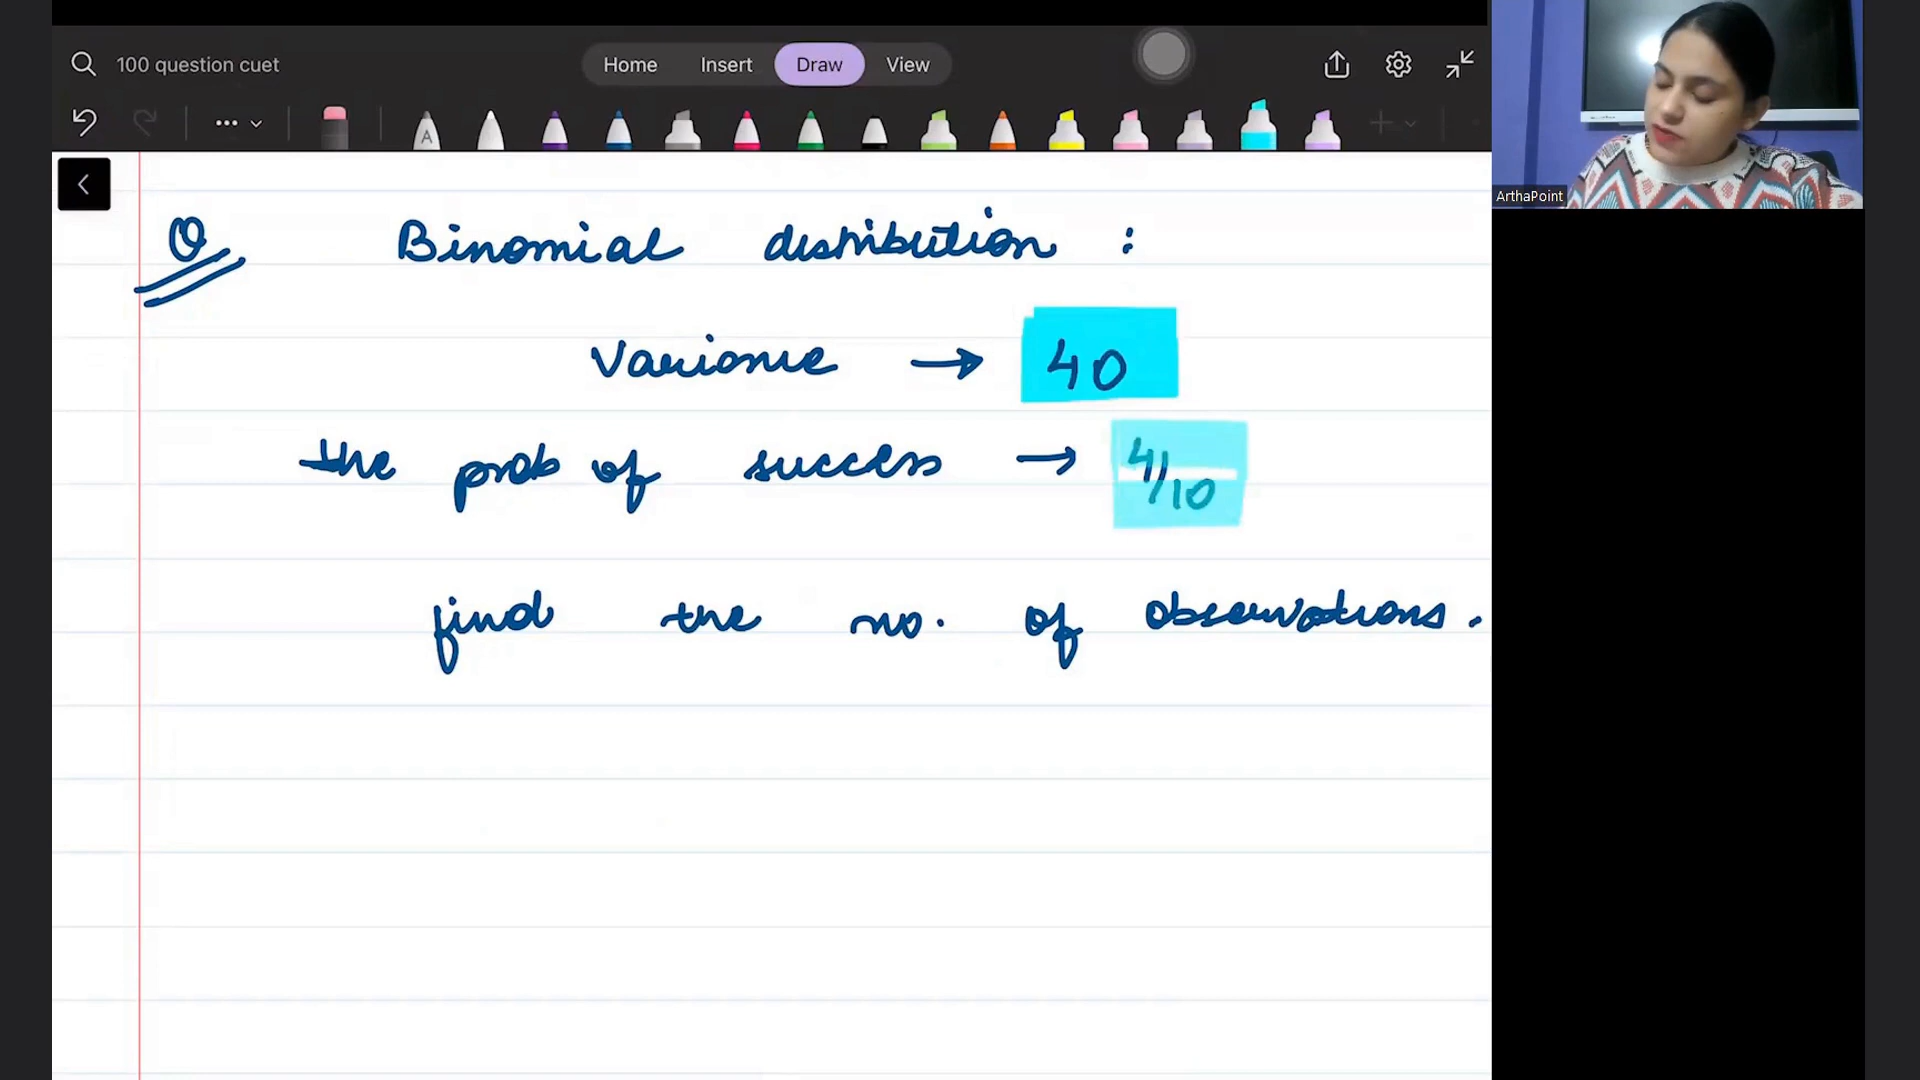 100 question cuet
Home Insert Draw View
A
ArthaPoint
Q Binomial distribution :
Variance → 40
the prob of success → 4/10
find the no. of observations.